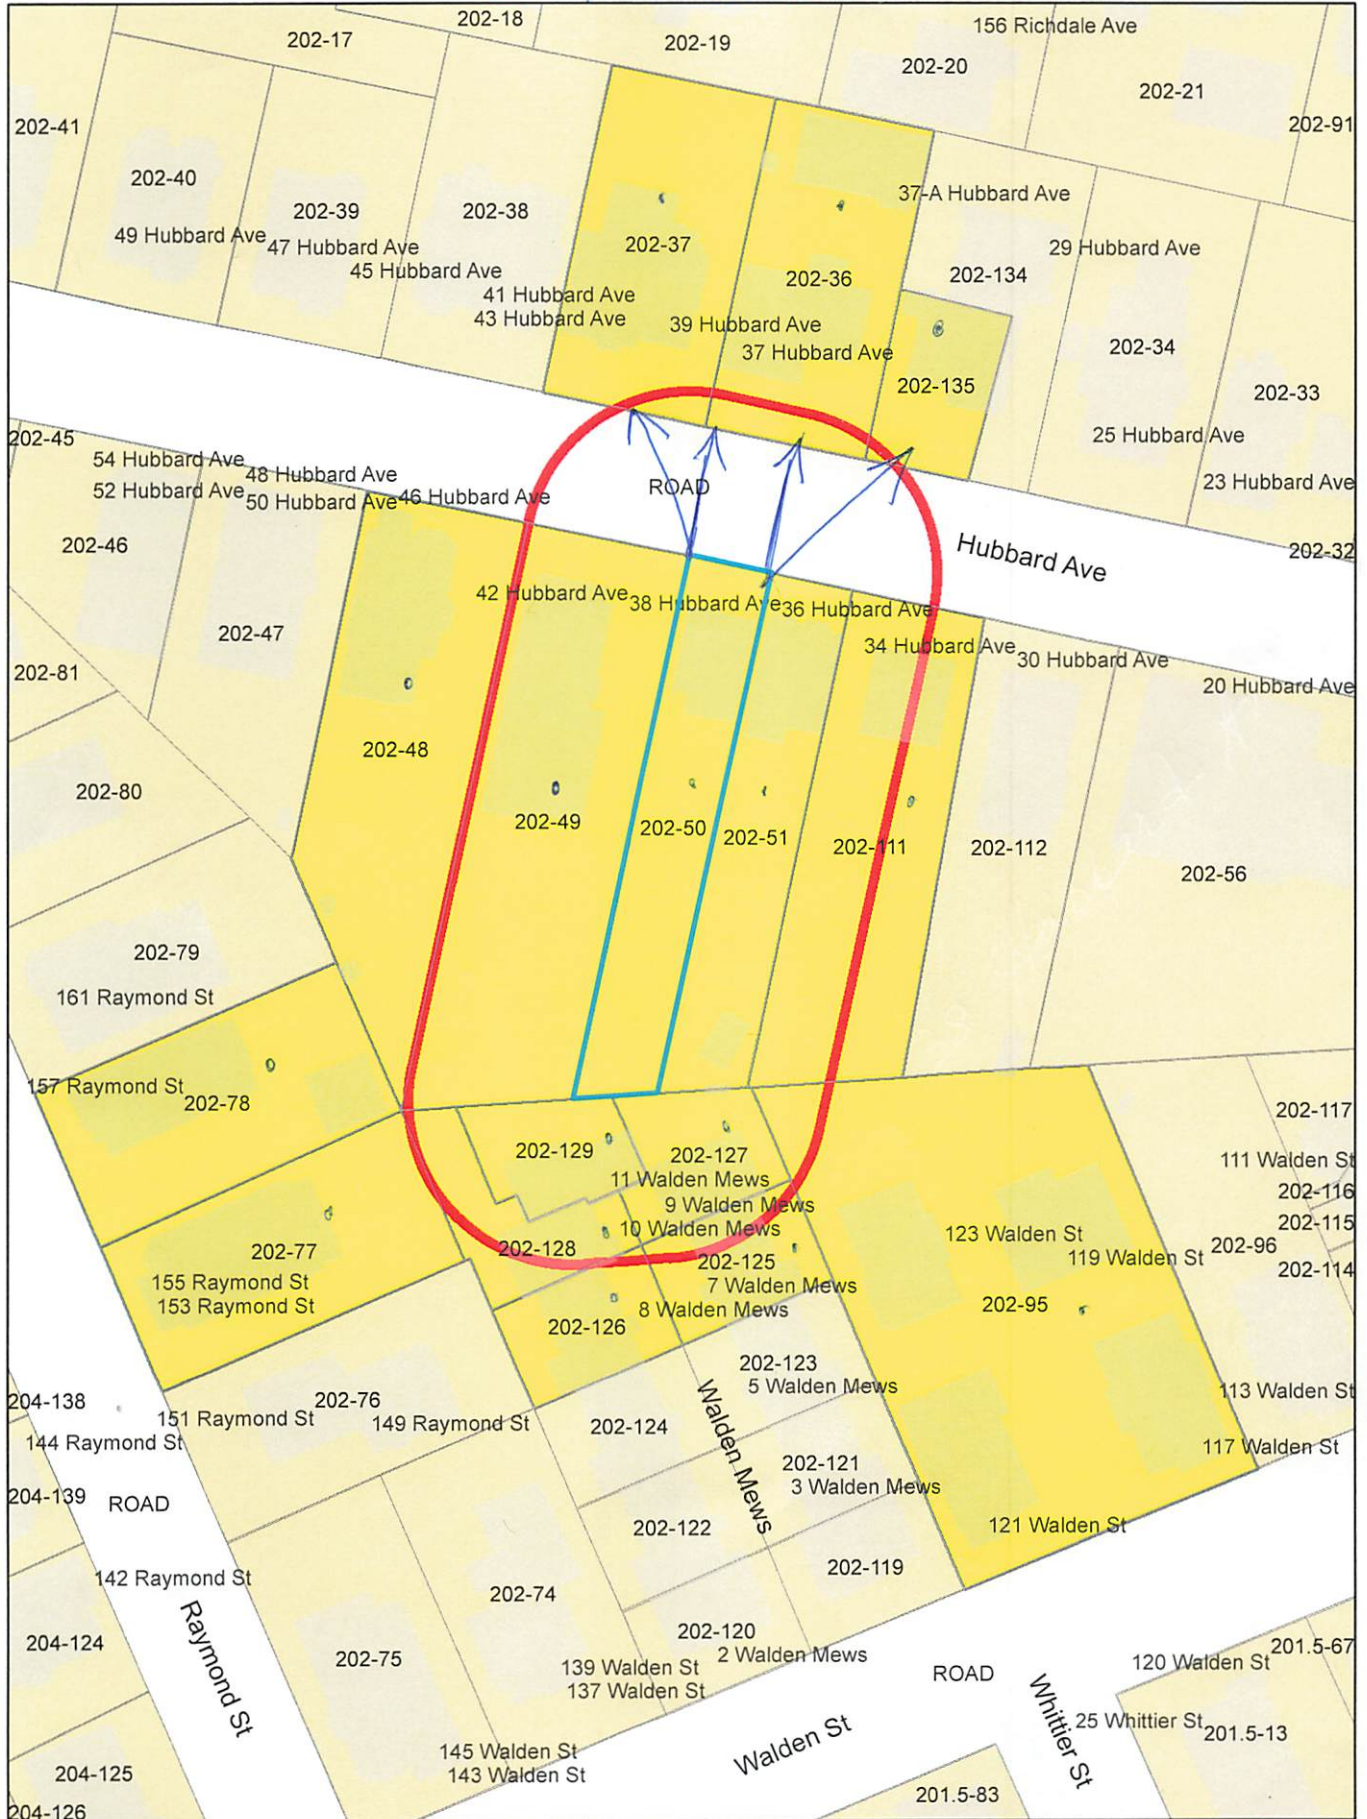 202-18
156 Richdale Ave
202-17
202-19
202-20
202-21
202-41
202-91
202-40
202-39
202-38
37-A Hubbard Ave
49 Hubbard Ave
47 Hubbard Ave
202-37
29 Hubbard Ave
45 Hubbard Ave
202-36
202-134
41 Hubbard Ave
43 Hubbard Ave
39 Hubbard Ave
37 Hubbard Ave
202-34
202-135
202-33
202-45
25 Hubbard Ave
54 Hubbard Ave
48 Hubbard Ave
52 Hubbard Ave
50 Hubbard Ave
46 Hubbard Ave
ROAD
23 Hubbard Ave
202-46
Hubbard Ave
202-32
42 Hubbard Ave
38 Hubbard Ave
36 Hubbard Ave
202-47
34 Hubbard Ave
30 Hubbard Ave
202-81
20 Hubbard Ave
202-48
202-80
202-49
202-50
202-51
202-111
202-112
202-56
202-79
161 Raymond St
157 Raymond St
202-78
202-117
202-129
202-127
111 Walden St
11 Walden Mews
202-116
9 Walden Mews
202-115
10 Walden Mews
123 Walden St
202-77
202-128
119 Walden St
202-96
202-125
202-114
155 Raymond St
7 Walden Mews
153 Raymond St
8 Walden Mews
202-95
202-126
202-123
5 Walden Mews
113 Walden St
204-138
202-76
151 Raymond St
149 Raymond St
202-124
Walden Mews
144 Raymond St
117 Walden St
202-121
3 Walden Mews
204-139
ROAD
202-122
121 Walden St
202-119
142 Raymond St
202-74
Raymond St
204-124
202-120
2 Walden Mews
202-75
139 Walden St
137 Walden St
ROAD
120 Walden St
201.5-67
Whittier St
25 Whittier St
201.5-13
145 Walden St
143 Walden St
Walden St
204-125
201.5-83
204-126